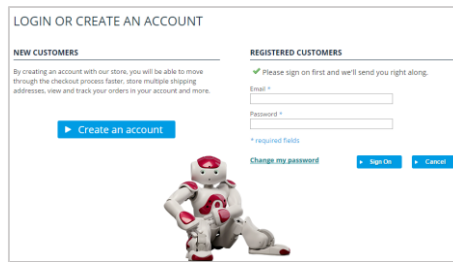 LOGIN OR CREATE AN ACCOUNT
NEW CUSTOMERS
By creating an account with our store, you will be able to move
through the checkout process faster, store multiple shipping
addresses, view and track your orders in your account and more.
Create an account
REGISTERED CUSTOMERS
Please sign on first and we'll send you right along.
Email *
Password *
* required fields
Change my password
Sign On
Cancel